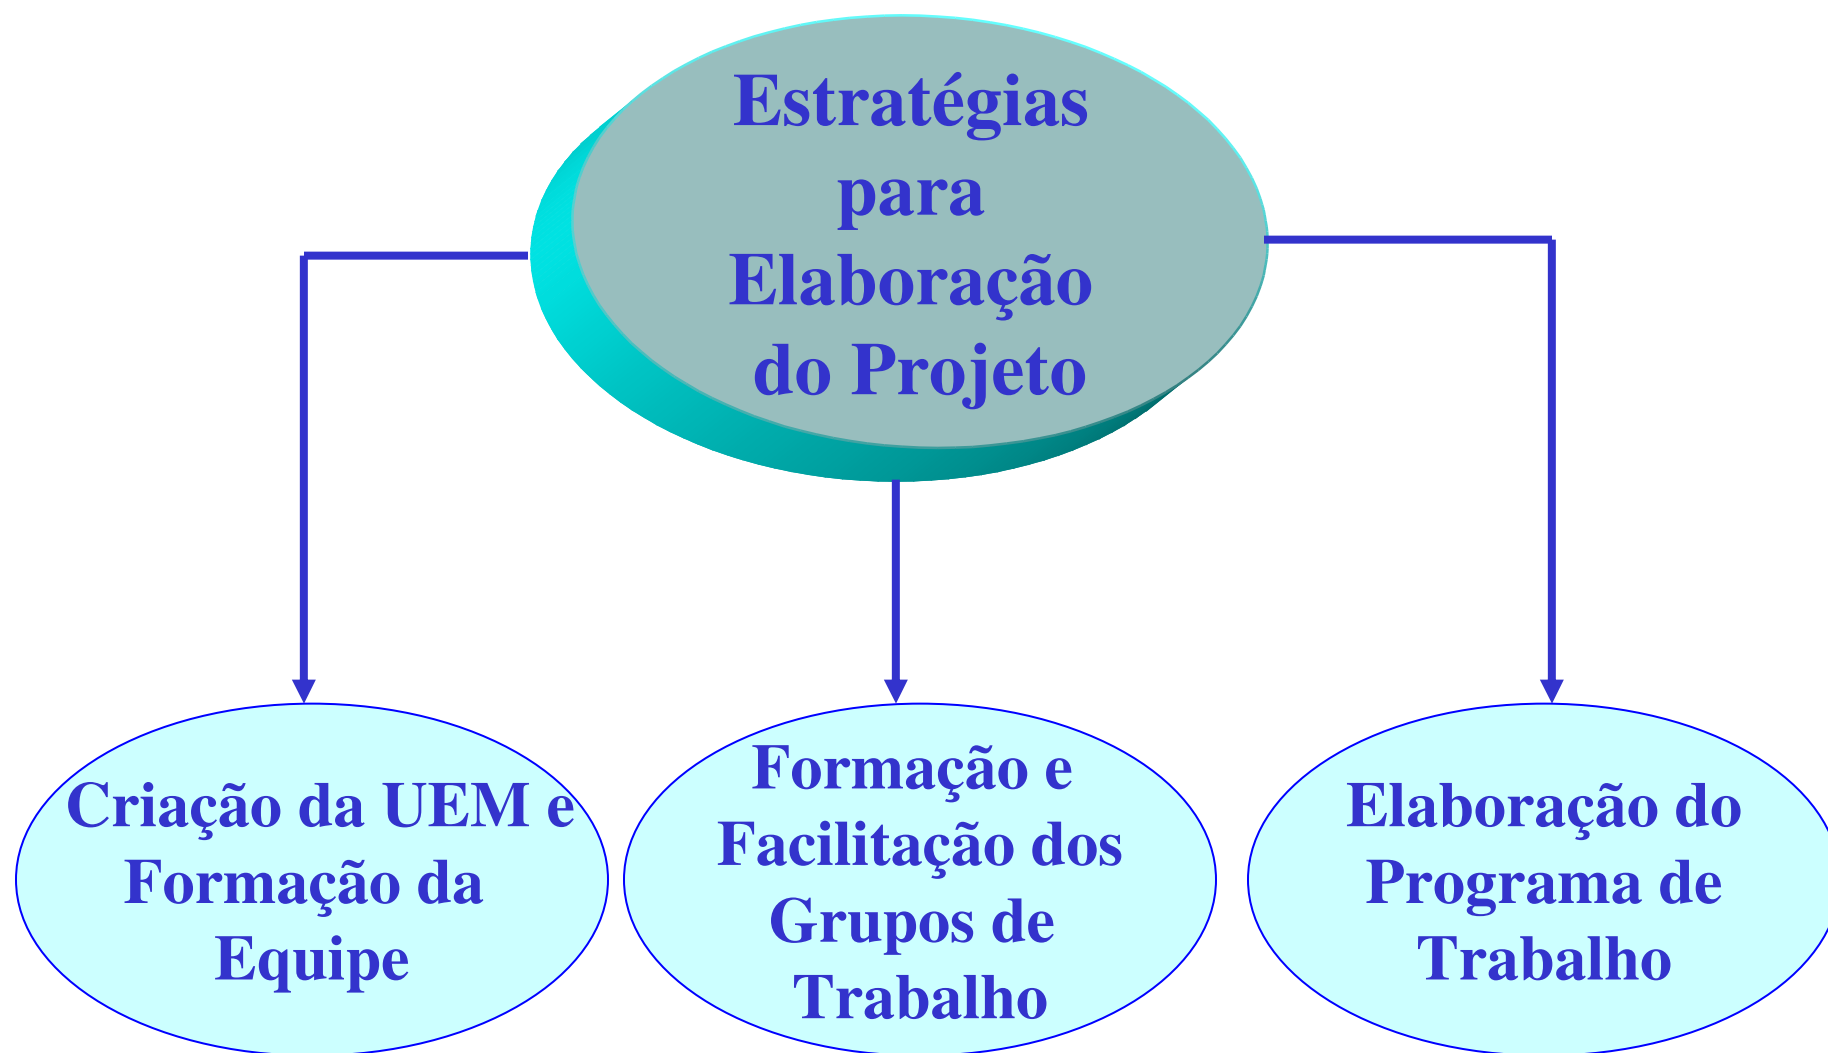 Estratégias
para
Elaboração
do Projeto
Criação da UEM e
Formação da
Equipe
Formação e
Facilitação dos
Grupos de
Trabalho
Elaboração do
Programa de
Trabalho